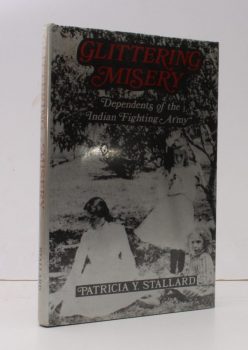 GLITTERING
MISERY
Dependents of the
Indian Fighting Army
PATRICIA Y. STALLARD